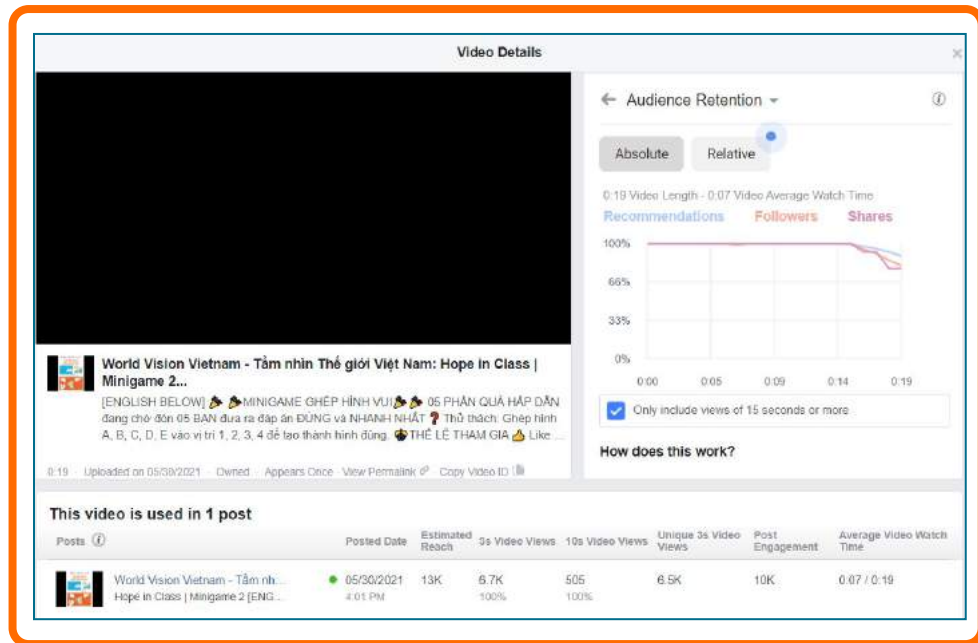 Video Details
Audience Retention
Absolute Relative
0:19 Video Length - 0:07 Video Average Watch Time
Recommendations Followers Shares
100%
66%
33%
0%
0:00 0:05 0:09 0:14 0:19
Only include views of 15 seconds or more
How does this work?
World Vision Vietnam - Tầm nhìn Thế giới Việt Nam: Hope in Class |
Minigame 2...
[ENGLISH BELOW] 🎉 🎉MINIGAME GHÉP HÌNH VUI🎉🎉 05 PHẦN QUÀ HẤP DẪN
đang chờ đón 05 BẠN đưa ra đáp án ĐÚNG và NHANH NHẤT ❓ Thử thách: Ghép hình
A, B, C, D, E vào vị trí 1, 2, 3, 4 để tạo thành hình đúng. THỂ LỆ THAM GIA 👍 Like ...
0:19 · Uploaded on 05/30/2021 · Owned · Appears Once · View Permalink Copy Video ID
This video is used in 1 post
Posts Posted Date Estimated Reach 3s Video Views 10s Video Views Unique 3s Video Views Post Engagement Average Video Watch Time
World Vision Vietnam - Tầm nh... 05/30/2021 13K 6.7K 505 6.5K 10K 0:07 / 0:19
Hope in Class | Minigame 2 [ENG... 4:01 PM 100% 100%